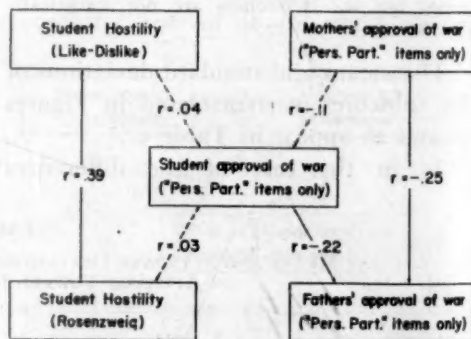 Student Hostility
(Like-Dislike)
Mothers' approval of war
("Pers. Part." items only)
r=.04
r=-.11
r=.39
Student approval of war
("Pers. Part." items only)
r=-.25
r=.03
r=-.22
Student Hostility
(Rosenzweig)
Fathers' approval of war
("Pers. Part." items only)